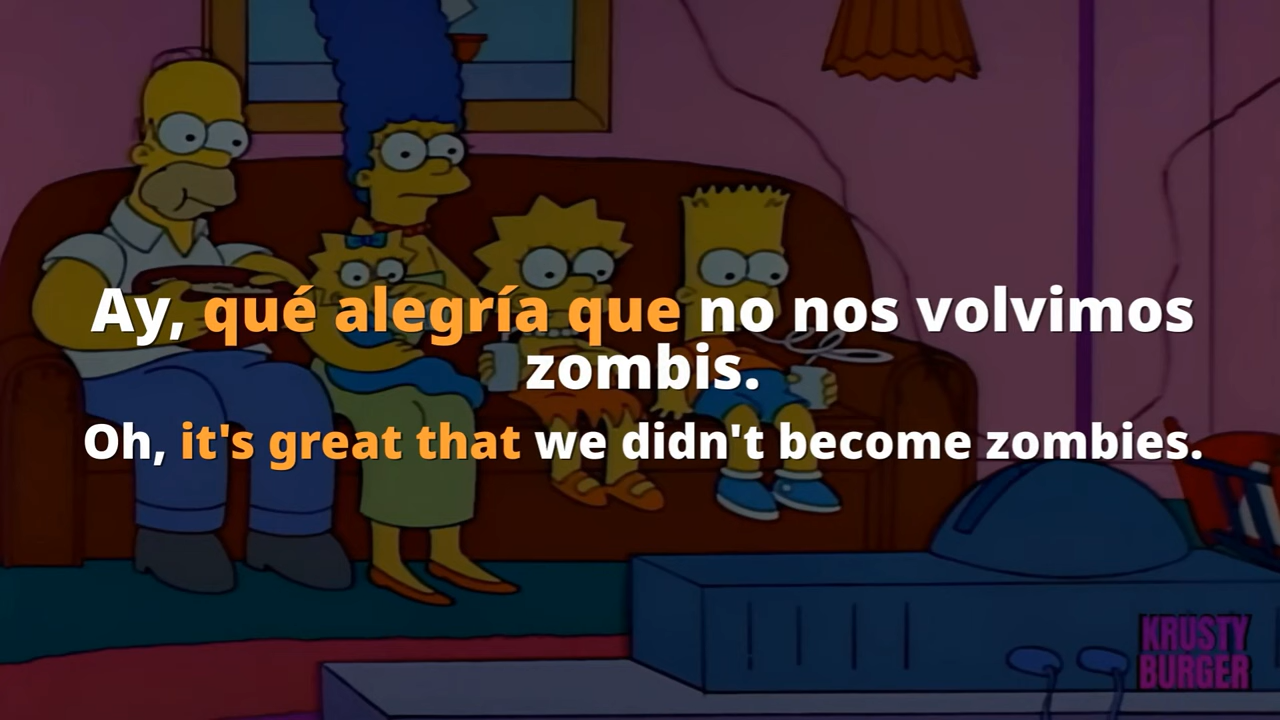 Ay, qué alegría que no nos volvimos
zombis.
Oh, it's great that we didn't become zombies.
KRUSTY
BURGER